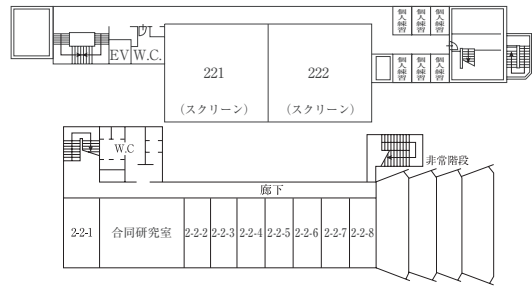 個人練習
個人練習
個人練習
EV
W.C.
221
222
個人練習
個人練習
個人練習
(スクリーン)
(スクリーン)
W.C
非常階段
廊下
2-2-1
合同研究室
2-2-2
2-2-3
2-2-4
2-2-5
2-2-6
2-2-7
2-2-8